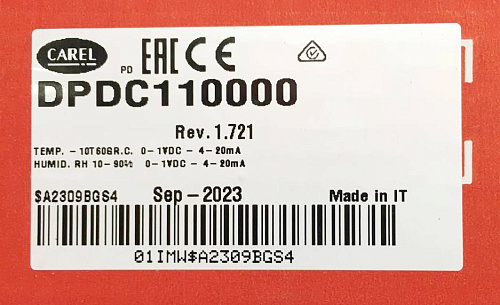 CAREL
PD EAC CE
DPDC110000
Rev. 1.721
TEMP. -10T60GR.C. 0-1VDC - 4-20mA
HUMID. RH 10-90% 0-1VDC - 4-20mA
$A2309BGS4 Sep-2023 Made in IT
01IMW$A2309BGS4